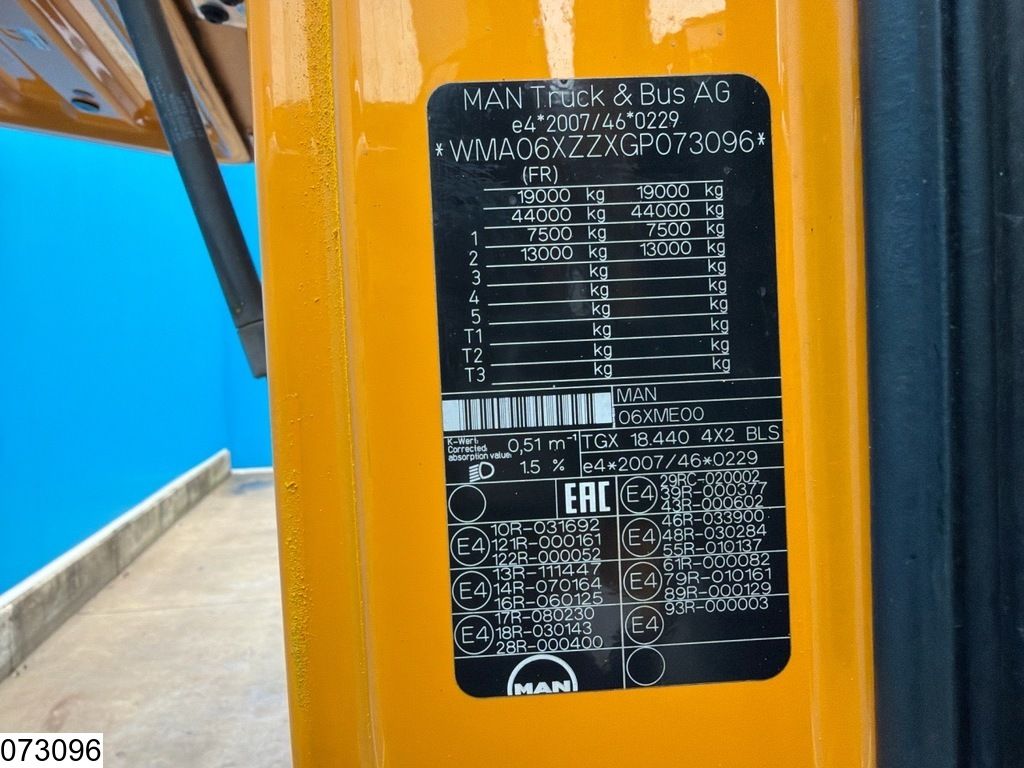 MAN Truck & Bus AG
e4*2007/46*0229
*WMA06XZZXGP073096*
(FR)
19000 kg 19000 kg
44000 kg 44000 kg
1 7500 kg 7500 kg
2 13000 kg 13000 kg
3 kg kg
4 kg kg
5 kg kg
T1 kg kg
T2 kg kg
T3 kg kg
MAN
06XME00
K-Wert:
Corrected
absorption value:
0,51 m⁻¹
1.5 %
TGX 18.440 4X2 BLS
e4*2007/46*0229
EAC
E4
29RC-020002
39R-000377
43R-000602
E4
10R-031692
121R-000161
122R-000052
E4
46R-033900
48R-030284
55R-010137
E4
13R-111447
14R-070164
16R-060125
E4
61R-000082
79R-010161
89R-000129
E4
17R-080230
18R-030143
28R-000400
E4
93R-000003
MAN
073096